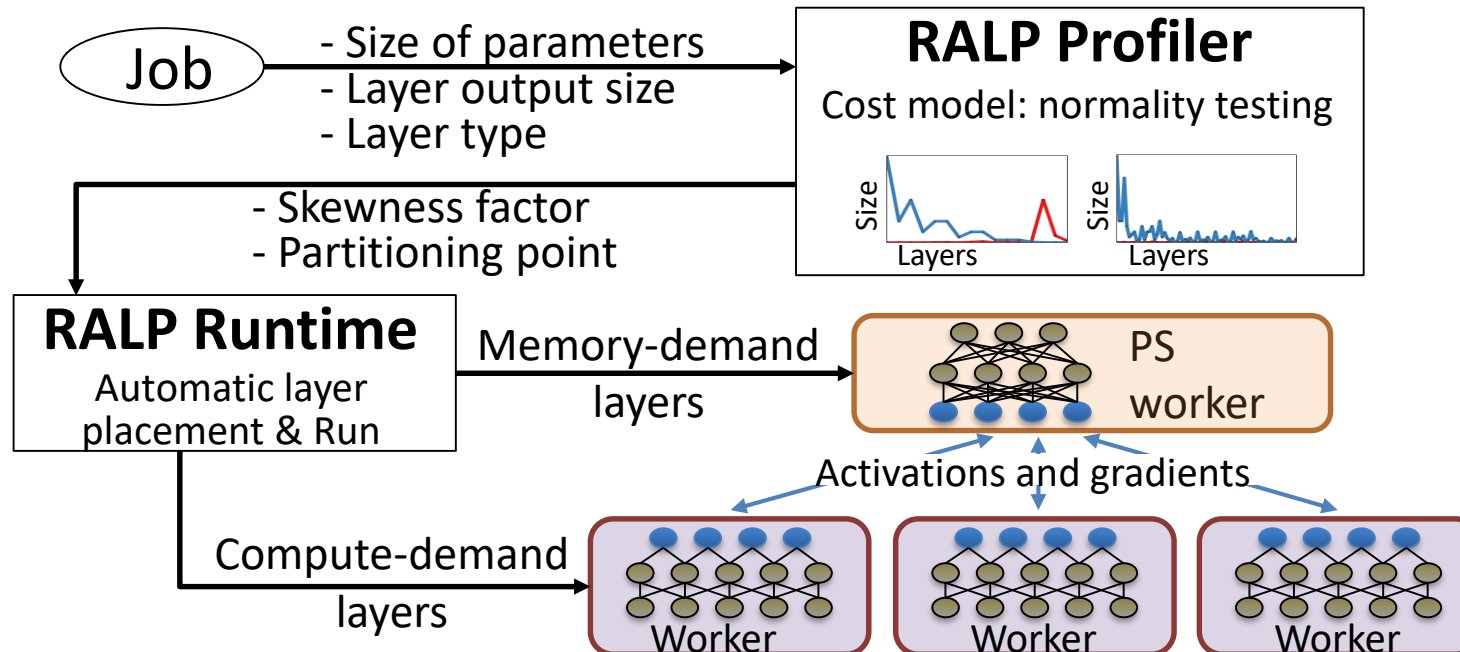 Job
- Size of parameters
- Layer output size
- Layer type
RALP Profiler
Cost model: normality testing
Size
Layers
Size
Layers
- Skewness factor
- Partitioning point
RALP Runtime
Automatic layer
placement & Run
Memory-demand
layers
PS
worker
Activations and gradients
Compute-demand
layers
Worker
Worker
Worker